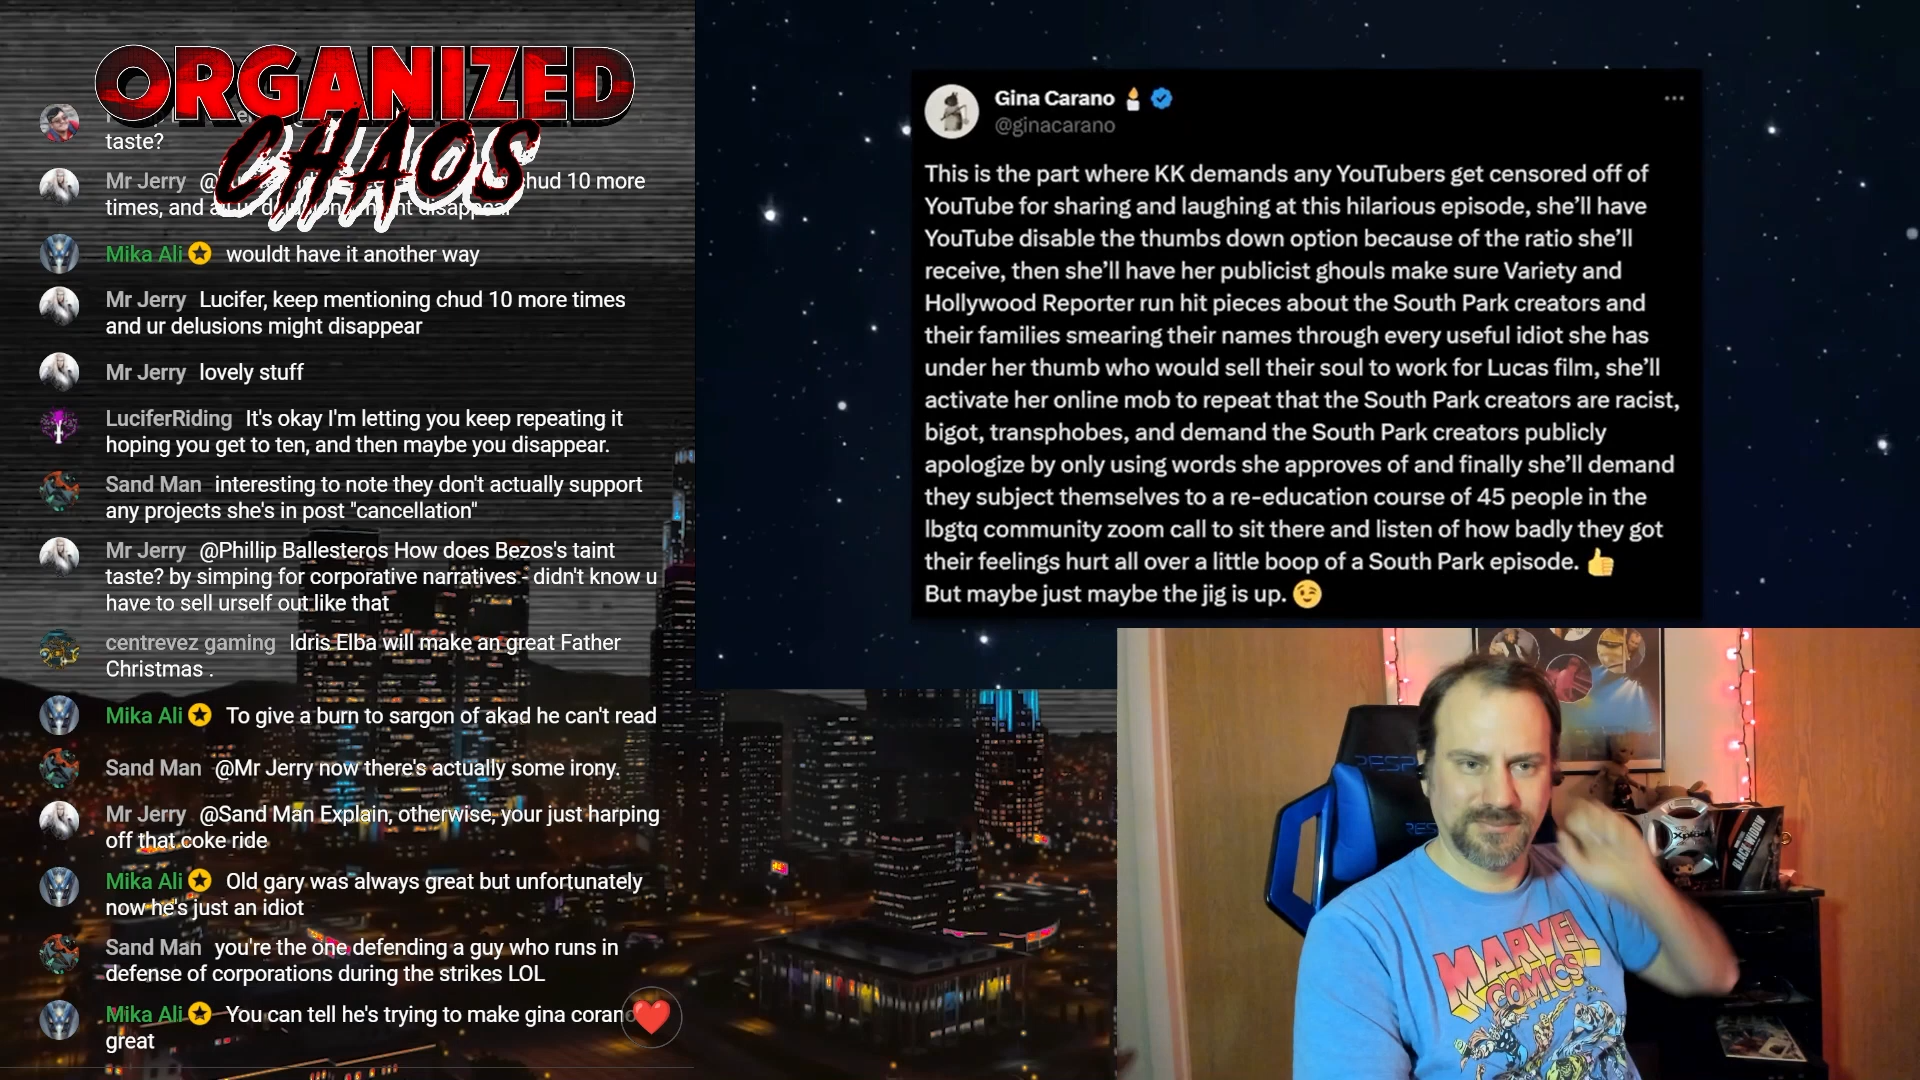 ORGANIZED
CHAOS
taste?
Mr Jerry @ chud 10 more
times, and disappear
Mika Ali wouldt have it another way
Mr Jerry Lucifer, keep mentioning chud 10 more times
and ur delusions might disappear
Mr Jerry lovely stuff
LuciferRiding It's okay I'm letting you keep repeating it
hoping you get to ten, and then maybe you disappear.
Sand Man interesting to note they don't actually support
any projects she's in post "cancellation"
Mr Jerry @Phillip Ballesteros How does Bezos's taint
taste? by simping for corporative narratives - didn't know u
have to sell urself out like that
centrevez gaming Idris Elba will make an great Father
Christmas .
Mika Ali To give a burn to sargon of akad he can't read
Sand Man @Mr Jerry now there's actually some irony.
Mr Jerry @Sand Man Explain, otherwise, your just harping
off that coke ride
Mika Ali Old gary was always great but unfortunately
now he's just an idiot
Sand Man you're the one defending a guy who runs in
defense of corporations during the strikes LOL
Mika Ali You can tell he's trying to make gina corano
great
Gina Carano
@ginacarano
This is the part where KK demands any YouTubers get censored off of
YouTube for sharing and laughing at this hilarious episode, she'll have
YouTube disable the thumbs down option because of the ratio she'll
receive, then she'll have her publicist ghouls make sure Variety and
Hollywood Reporter run hit pieces about the South Park creators and
their families smearing their names through every useful idiot she has
under her thumb who would sell their soul to work for Lucas film, she'll
activate her online mob to repeat that the South Park creators are racist,
bigot, transphobes, and demand the South Park creators publicly
apologize by only using words she approves of and finally she'll demand
they subject themselves to a re-education course of 45 people in the
lbgtq community zoom call to sit there and listen of how badly they got
their feelings hurt all over a little boop of a South Park episode. 👍
But maybe just maybe the jig is up. 😉
RESP
RES
Xplod
BLACK WIDOW
MARVEL
COMICS